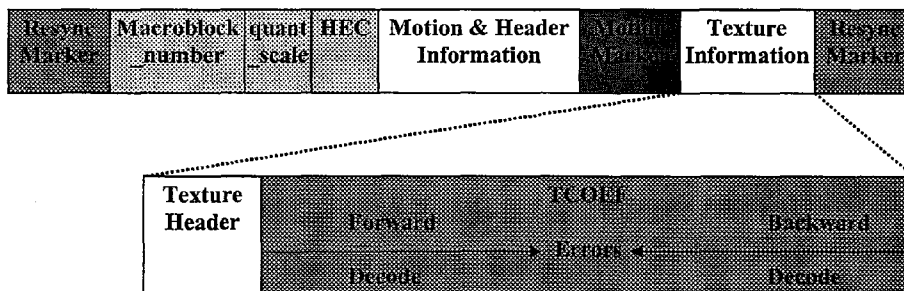 Resync Macroblock quant HEC Motion & Header Motion Texture Resync
Marker _number _scale Information Marker Information Marker
Texture TCOEF
Header Forward Backward
Errors
Decode Decode